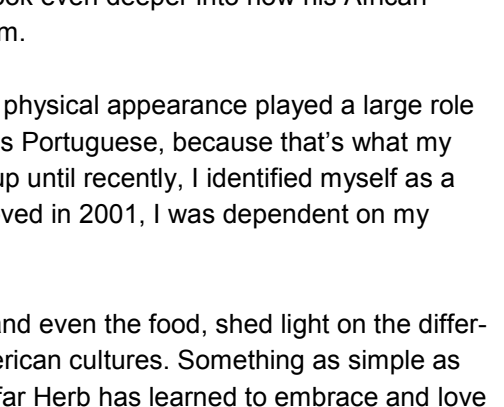 even deeper into how his African
m.
physical appearance played a large role
s Portuguese, because that’s what my
up until recently, I identified myself as a
ved in 2001, I was dependent on my
and even the food, shed light on the differ-
erican cultures. Something as simple as
far Herb has learned to embrace and love